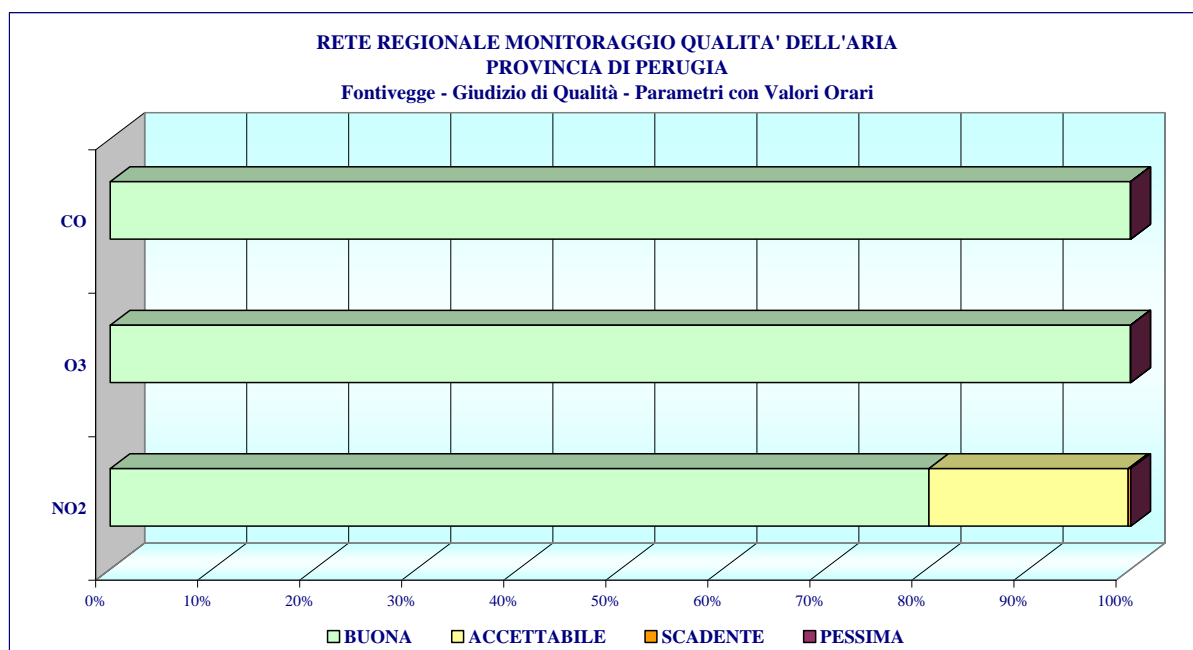 RETE REGIONALE MONITORAGGIO QUALITA' DELL'ARIA
PROVINCIA DI PERUGIA
Fontivegge - Giudizio di Qualità - Parametri con Valori Orari
CO
O3
NO2
0% 10% 20% 30% 40% 50% 60% 70% 80% 90% 100%
BUONA ACCETTABILE SCADENTE PESSIMA